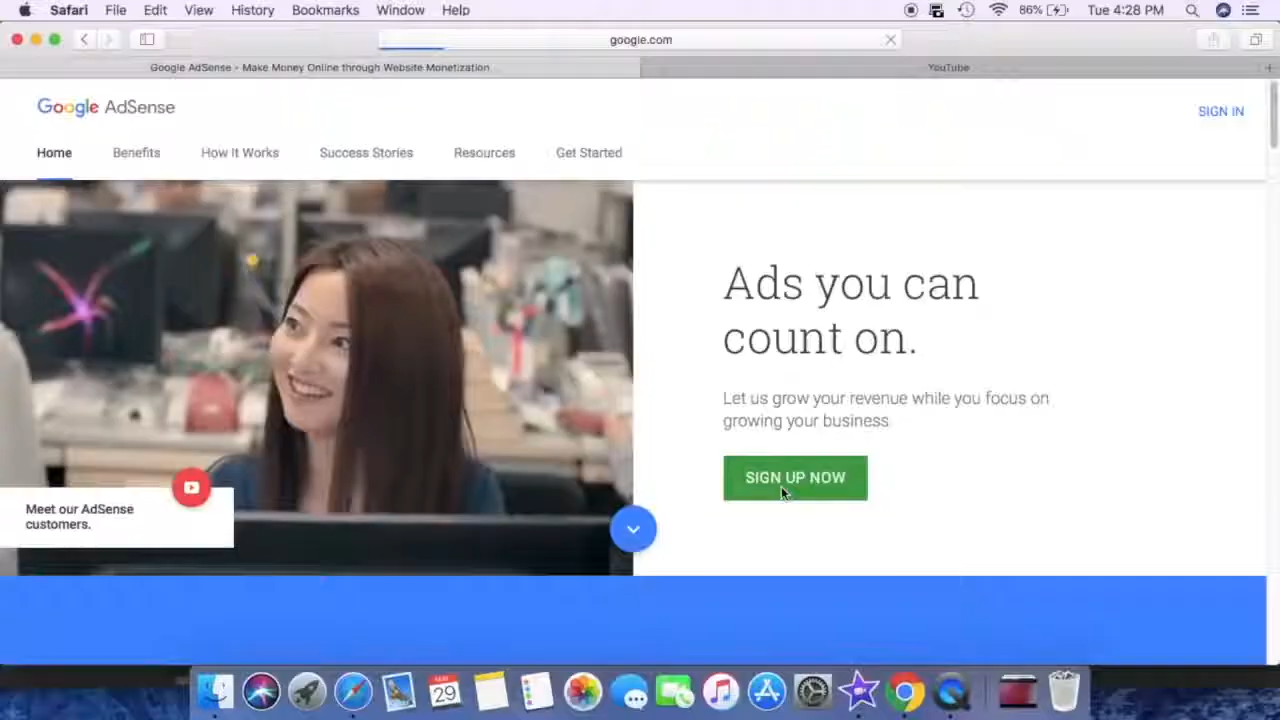 Safari File Edit View History Bookmarks Window Help 86% Tue 4:28 PM
google.com
Google AdSense - Make Money Online through Website Monetization YouTube
Google AdSense
SIGN IN
Home Benefits How It Works Success Stories Resources Get Started
Ads you can
count on.
Let us grow your revenue while you focus on
growing your business
SIGN UP NOW
Meet our AdSense
customers.
29